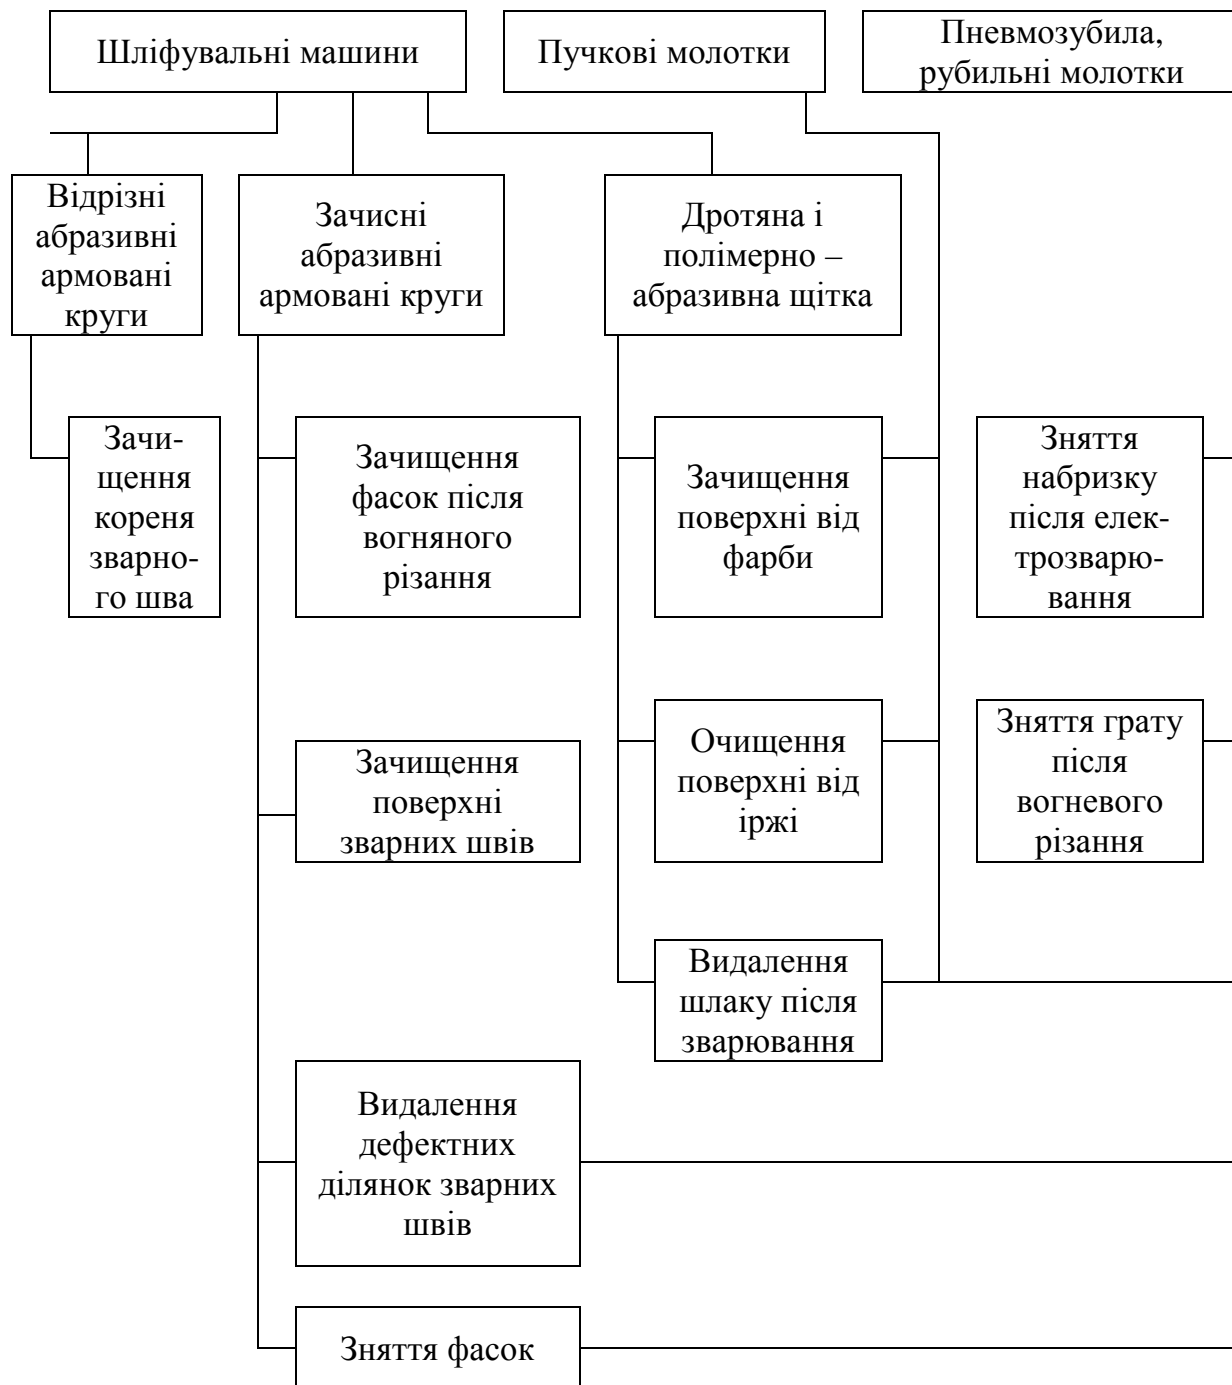 Шліфувальні машини
Пучкові молотки
Пневмозубила,
рубильні молотки
Відрізні
абразивні
армовані
круги
Зачисні
абразивні
армовані круги
Дротяна і
полімерно –
абразивна щітка
Зачи-
щення
кореня
зварно-
го шва
Зачищення
фасок після
вогняного
різання
Зачищення
поверхні від
фарби
Зняття
набризку
після елек-
трозварю-
вання
Зачищення
поверхні
зварних швів
Очищення
поверхні від
іржі
Зняття грату
після
вогневого
різання
Видалення
шлаку після
зварювання
Видалення
дефектних
ділянок зварних
швів
Зняття фасок